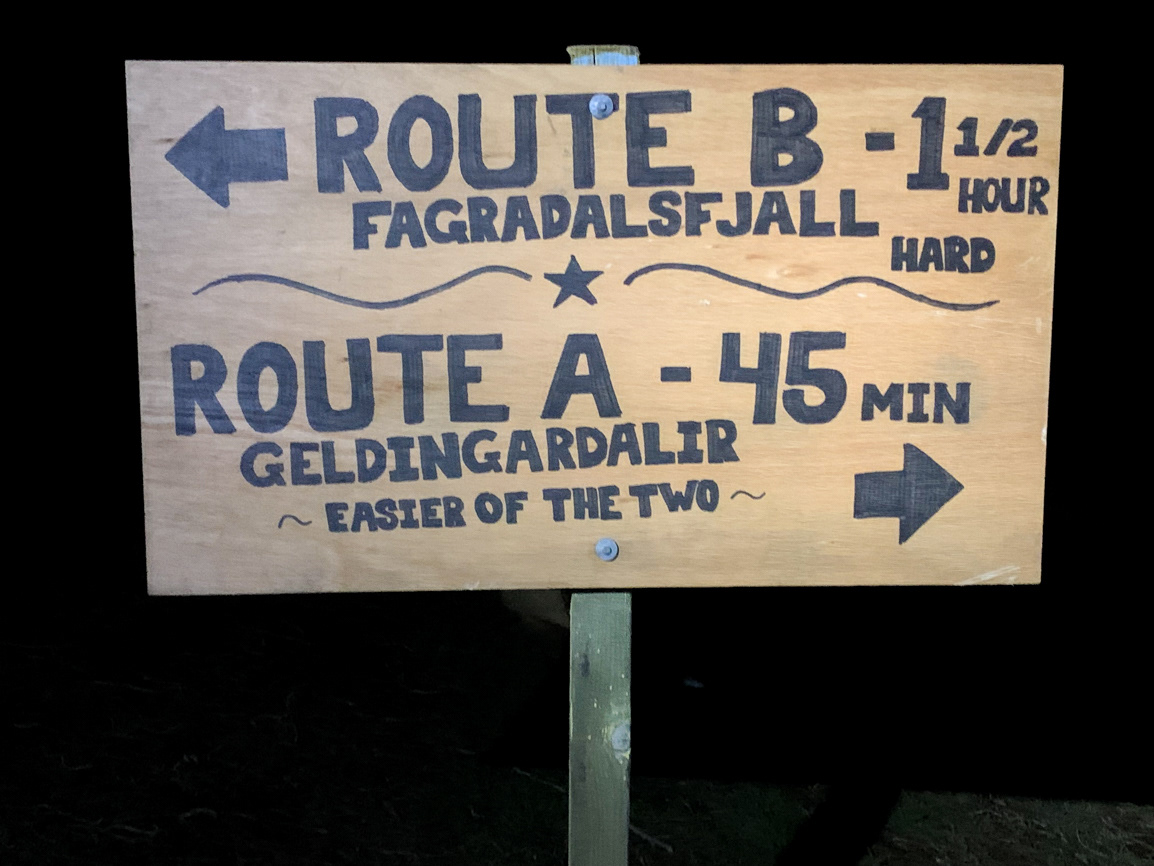 ROUTE B - 1 1/2 HOUR
FAGRADALSFJALL
HARD
ROUTE A - 45 MIN
GELDINGARDALIR
~ EASIER OF THE TWO ~